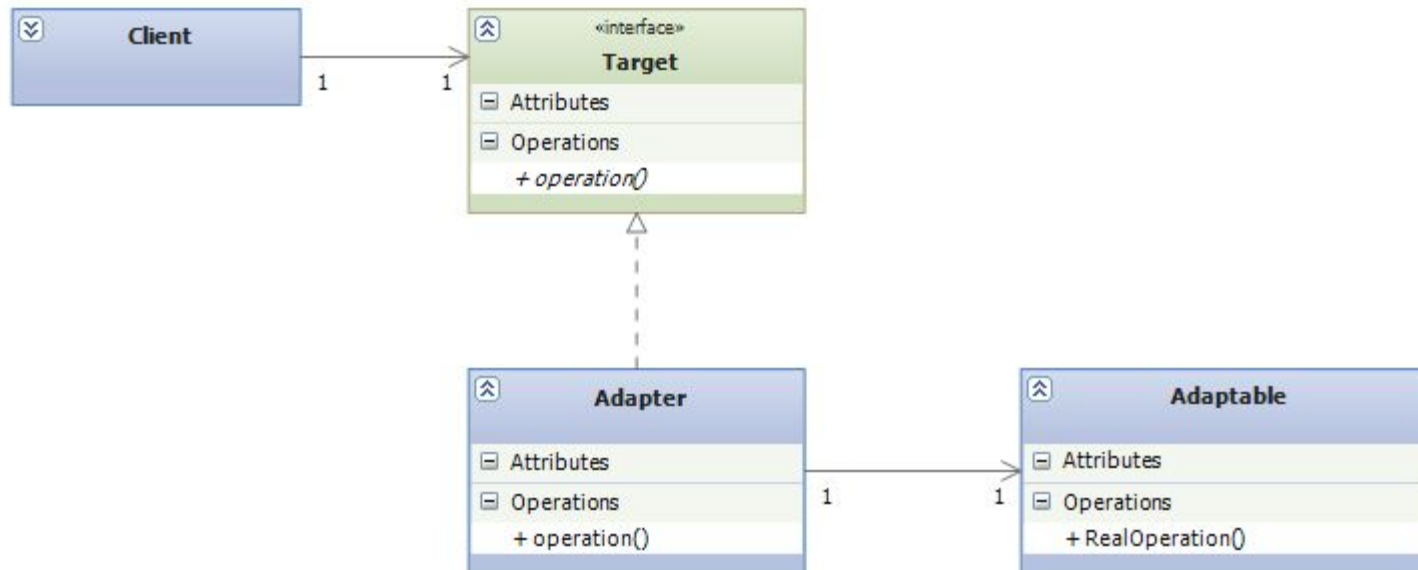 Client
1
1
«interface»
Target
Attributes
Operations
+ operation()
Adapter
Attributes
Operations
+ operation()
1
1
Adaptable
Attributes
Operations
+ RealOperation()